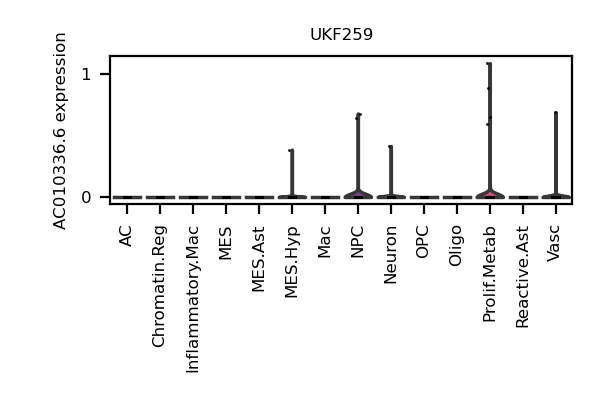 UKF259
AC010336.6 expression
1
0
AC
Chromatin.Reg
Inflammatory.Mac
MES
MES.Ast
MES.Hyp
Mac
NPC
Neuron
OPC
Oligo
Prolif.Metab
Reactive.Ast
Vasc